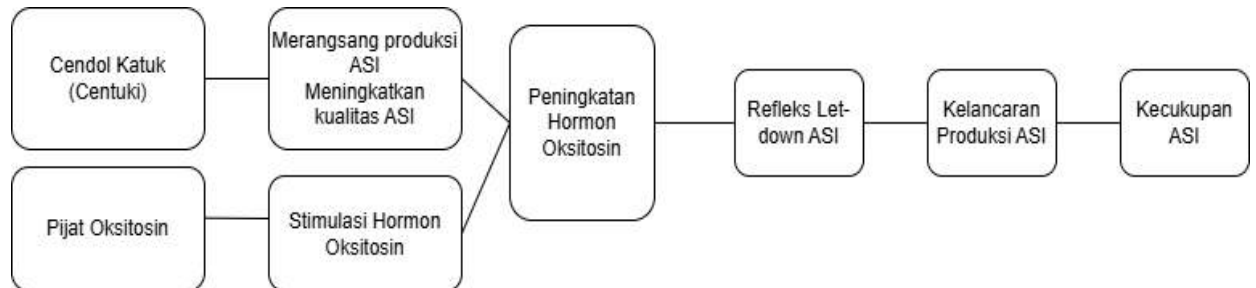 Cendol Katuk
(Centuki)
Merangsang produksi
ASI
Meningkatkan
kualitas ASI
Pijat Oksitosin
Stimulasi Hormon
Oksitosin
Peningkatan
Hormon
Oksitosin
Refleks Let-
down ASI
Kelancaran
Produksi ASI
Kecukupan
ASI